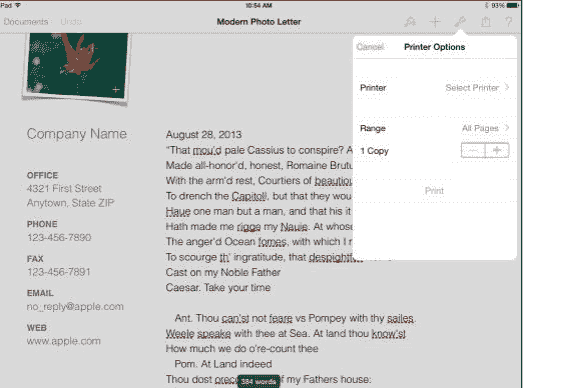 Pad 10:54 AM 93%
Documents Undo Modern Photo Letter ?
Cancel Printer Options
Printer Select Printer
Range All Pages
1 Copy
Print
Company Name
OFFICE
4321 First Street
Anytown, State ZIP
PHONE
123-456-7890
FAX
123-456-7891
EMAIL
no_reply@apple.com
WEB
www.apple.com
August 28, 2013
"That mou'd pale Cassius to conspire? A
Made all-honor'd, honest, Romaine Brutu
With the arm'd rest, Courtiers of beautiou
To drench the Capitoll, but that they wou
Haue one man but a man, and that his it
Hath made me rigge my Nauie. At whose
The anger'd Ocean fomes, with which I
To scourge th' ingratitude, that despightf
Cast on my Noble Father
Caesar. Take your time
Ant. Thou can'st not feare vs Pompey with thy sailes.
Weele speake with thee at Sea. At land thou know'st
How much we do o're-count thee
Pom. At Land indeed
Thou dost of my Fathers house:
384 words